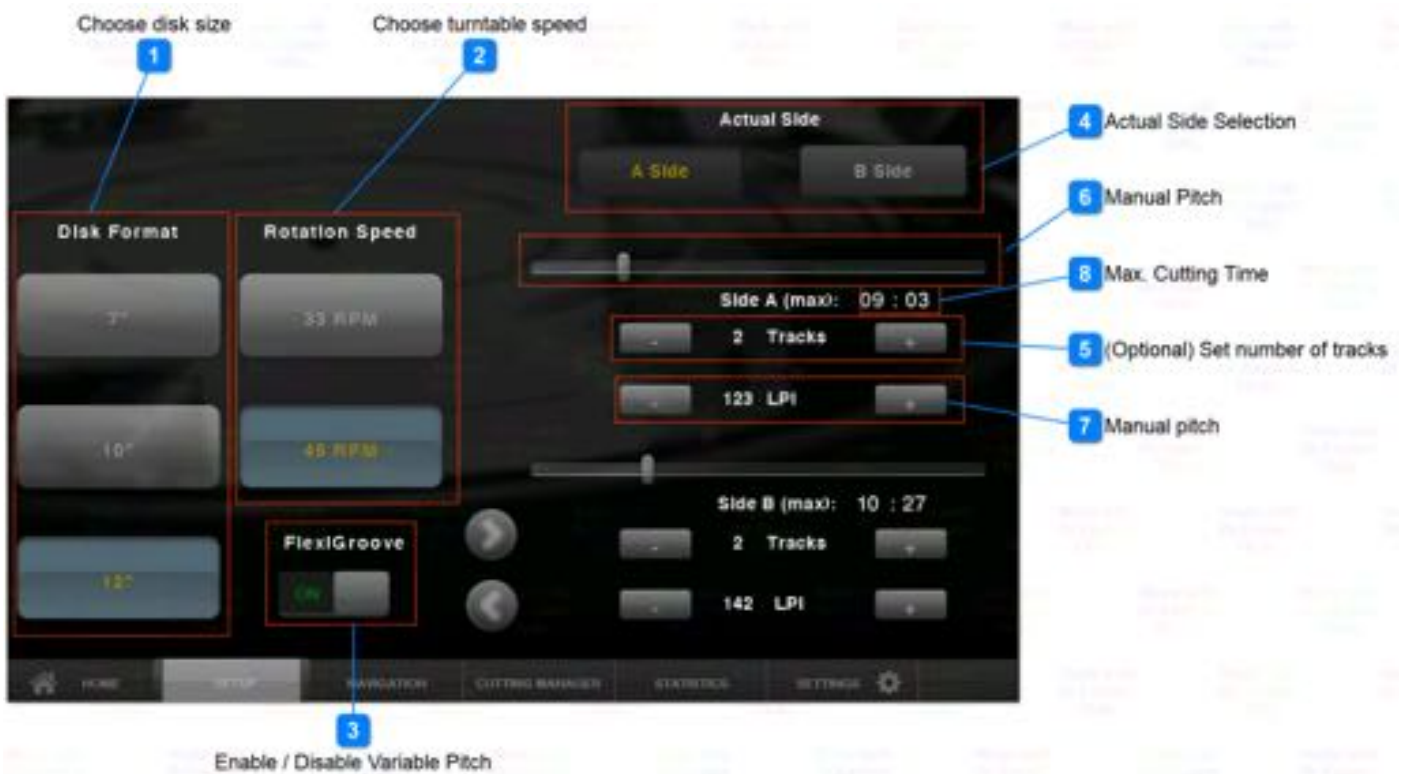 Choose disk size
Choose turntable speed
1
2
Actual Side
4 Actual Side Selection
A Side
B Side
6 Manual Pitch
Disk Format
Rotation Speed
8 Max. Cutting Time
Side A (max): 09 : 03
7"
33 RPM
- 2 Tracks +
5 (Optional) Set number of tracks
- 123 LPI +
7 Manual pitch
10"
45 RPM
Side B (max): 10 : 27
FlexiGroove
- 2 Tracks +
12"
ON
- 142 LPI +
HOME
SETUP
NAVIGATION
CUTTING MANAGER
STATISTICS
SETTINGS
3
Enable / Disable Variable Pitch